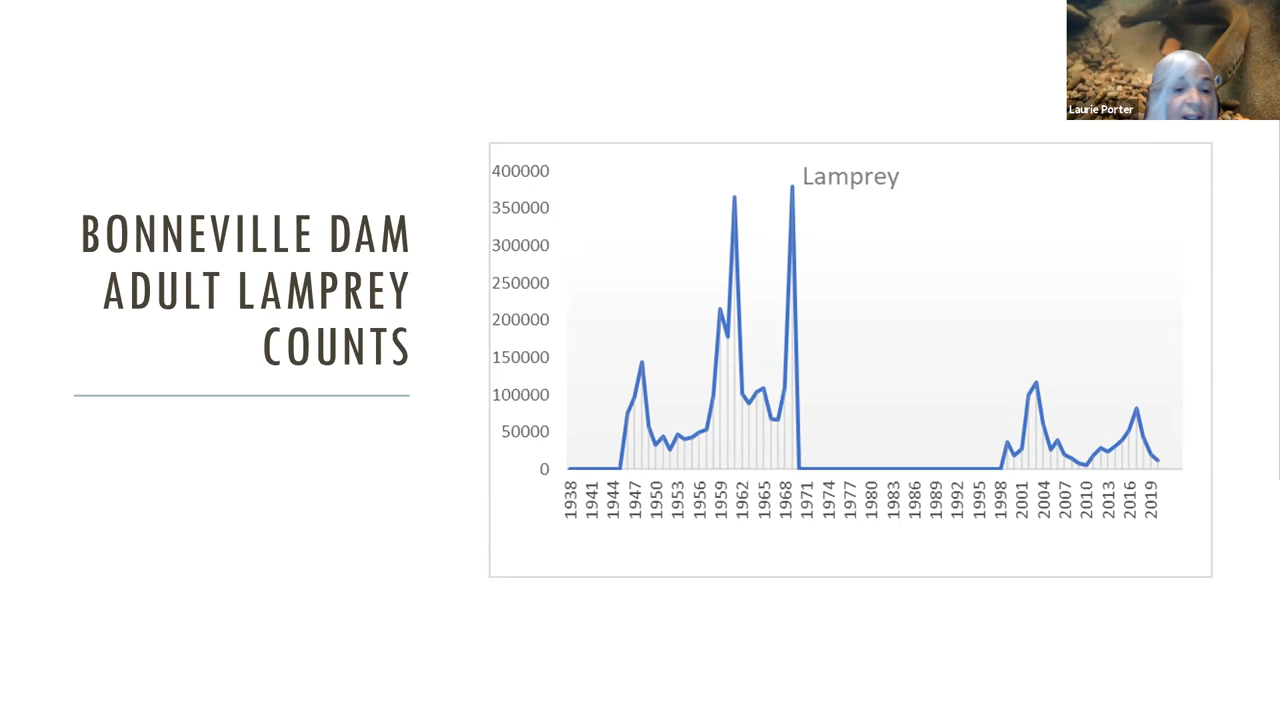 BONNEVILLE DAM
ADULT LAMPREY
COUNTS
Laurie Porter
Lamprey
400000
350000
300000
250000
200000
150000
100000
50000
0
1938 1941 1944 1947 1950 1953 1956 1959 1962 1965 1968 1971 1974 1977 1980 1983 1986 1989 1992 1995 1998 2001 2004 2007 2010 2013 2016 2019